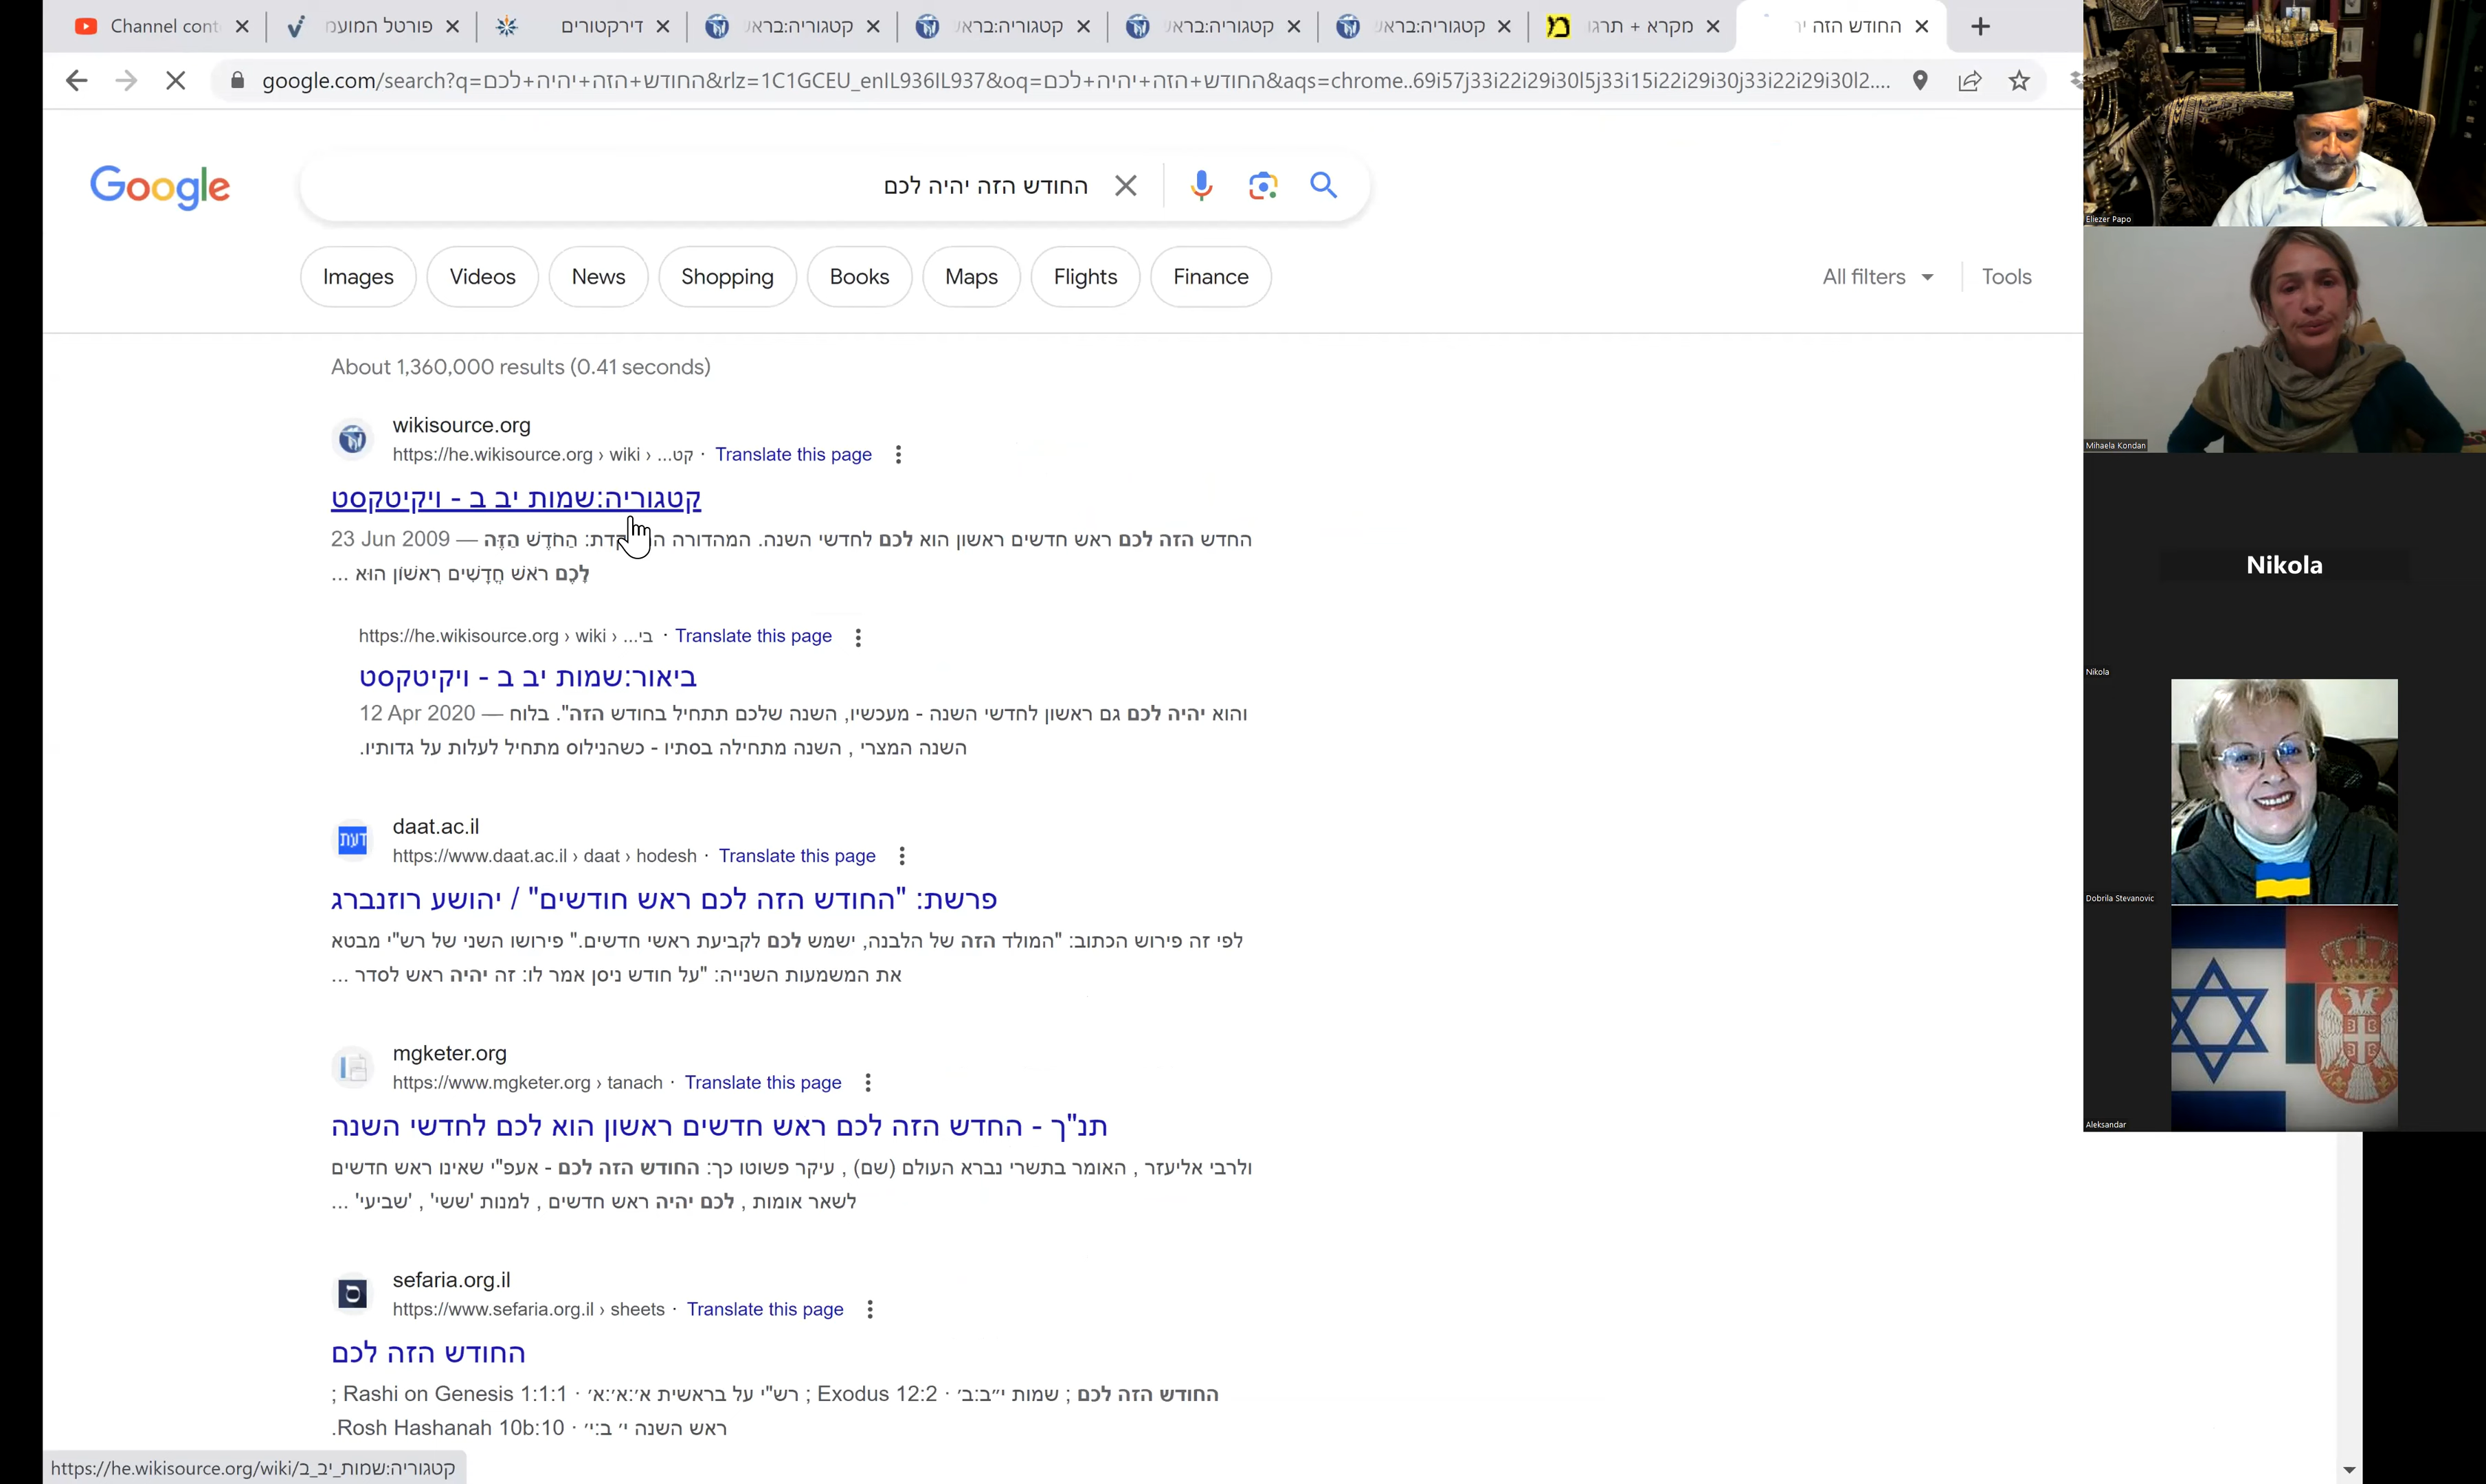 Channel cont
פורטל המועמ
דירקטורים
קטגוריה:ברא
קטגוריה:ברא
קטגוריה:ברא
קטגוריה:ברא
מקרא + תרגו
החודש הזה יר
google.com/search?q=החודש+הזה+יהיה+לכם&rlz=1C1GCEU_enIL936IL937&oq=החודש+הזה+יהיה+לכם&aqs=chrome..69i57j33i22i29i30l5j33i15i22i29i30j33i22i29i30l2....
Google
החודש הזה יהיה לכם
Images
Videos
News
Shopping
Books
Maps
Flights
Finance
All filters
Tools
About 1,360,000 results (0.41 seconds)
wikisource.org
https://he.wikisource.org › wiki › ...קט · Translate this page
קטגוריה:שמות יב ב - ויקיטקסט
23 Jun 2009 — החדש הזה לכם ראש חדשים ראשון הוא לכם לחדשי השנה. המהדורה ה קדת: הַחֹדֶשׁ הַזֶּה
לָכֶם רֹאשׁ חֳדָשִׁים רִאשׁוֹן הוּא ...
https://he.wikisource.org › wiki › ...בי · Translate this page
ביאור:שמות יב ב - ויקיטקסט
12 Apr 2020 — והוא יהיה לכם גם ראשון לחדשי השנה - מעכשיו, השנה שלכם תתחיל בחודש הזה". בלוח
השנה המצרי , השנה מתחילה בסתיו - כשהנילוס מתחיל לעלות על גדותיו.
דעת
daat.ac.il
https://www.daat.ac.il › daat › hodesh · Translate this page
פרשת: "החודש הזה לכם ראש חודשים" / יהושע רוזנברג
לפי זה פירוש הכתוב: "המולד הזה של הלבנה, ישמש לכם לקביעת ראשי חדשים." פירושו השני של רש"י מבטא
את המשמעות השנייה: "על חודש ניסן אמר לו: זה יהיה ראש לסדר ...
mgketer.org
https://www.mgketer.org › tanach · Translate this page
תנ"ך - החדש הזה לכם ראש חדשים ראשון הוא לכם לחדשי השנה
ולרבי אליעזר , האומר בתשרי נברא העולם (שם) , עיקר פשוטו כך: החודש הזה לכם - אעפ"י שאינו ראש חדשים
לשאר אומות , לכם יהיה ראש חדשים , למנות 'ששי' , 'שביעי' ...
sefaria.org.il
https://www.sefaria.org.il › sheets · Translate this page
החודש הזה לכם
החודש הזה לכם ; שמות י״ב:ב׳ · Exodus 12:2 ; רש"י על בראשית א׳:א׳:א׳ · Rashi on Genesis 1:1:1 ;
ראש השנה י׳ ב:י׳ · Rosh Hashanah 10b:10.
https://he.wikisource.org/wiki/קטגוריה:שמות_יב_ב
Eliezer Papo
Mihaela Kondan
Nikola
Nikola
Dobrila Stevanovic
Aleksandar